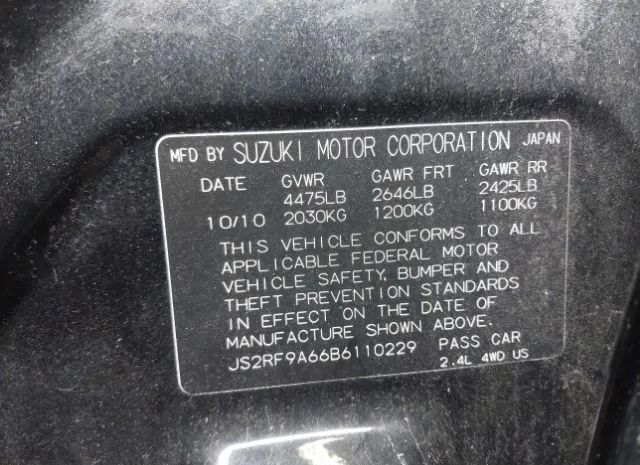 MFD BY SUZUKI MOTOR CORPORATION JAPAN
DATE GVWR GAWR FRT GAWR RR
4475LB 2646LB 2425LB
10/10 2030KG 1200KG 1100KG
THIS VEHICLE CONFORMS TO ALL
APPLICABLE FEDERAL MOTOR
VEHICLE SAFETY, BUMPER AND
THEFT PREVENTION STANDARDS
IN EFFECT ON THE DATE OF
MANUFACTURE SHOWN ABOVE.
JS2RF9A66B6110229 PASS CAR
2.4L 4WD US